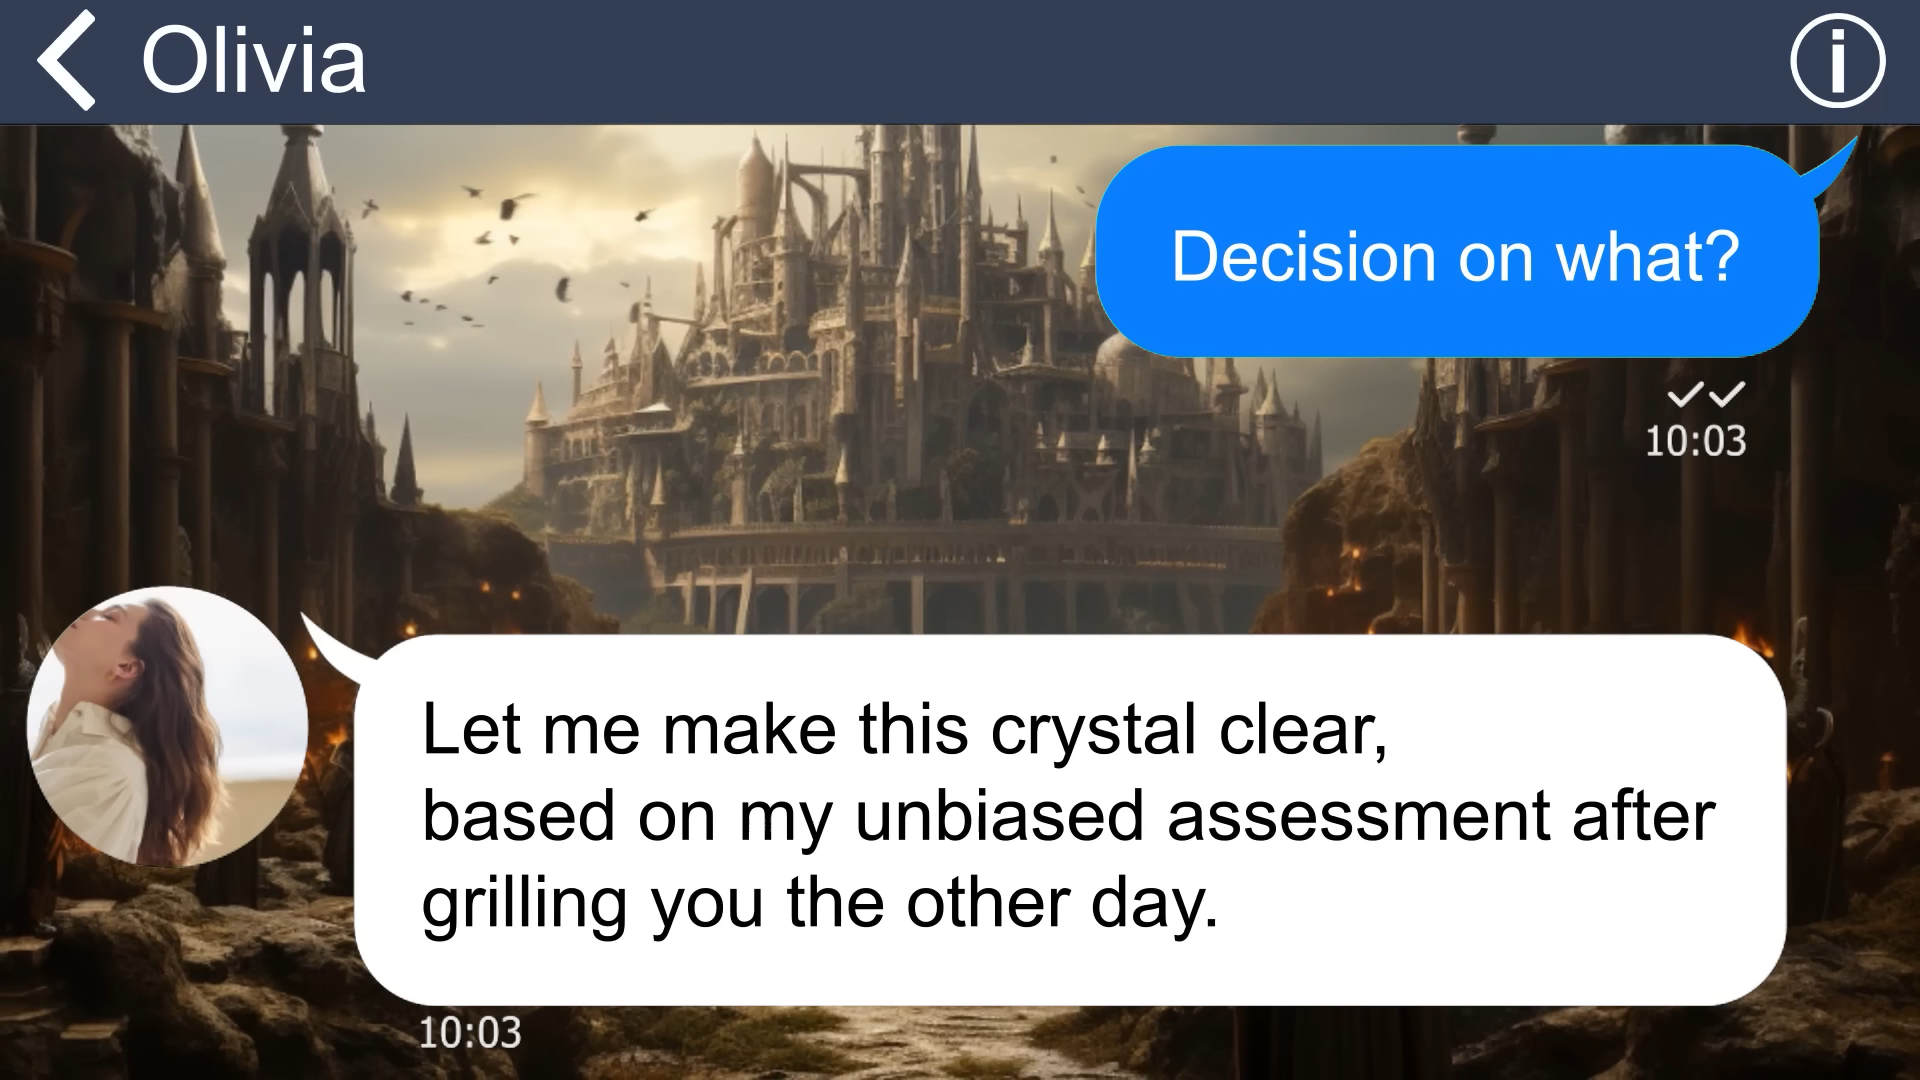 Olivia
Decision on what?
10:03
Let me make this crystal clear,
based on my unbiased assessment after
grilling you the other day.
10:03